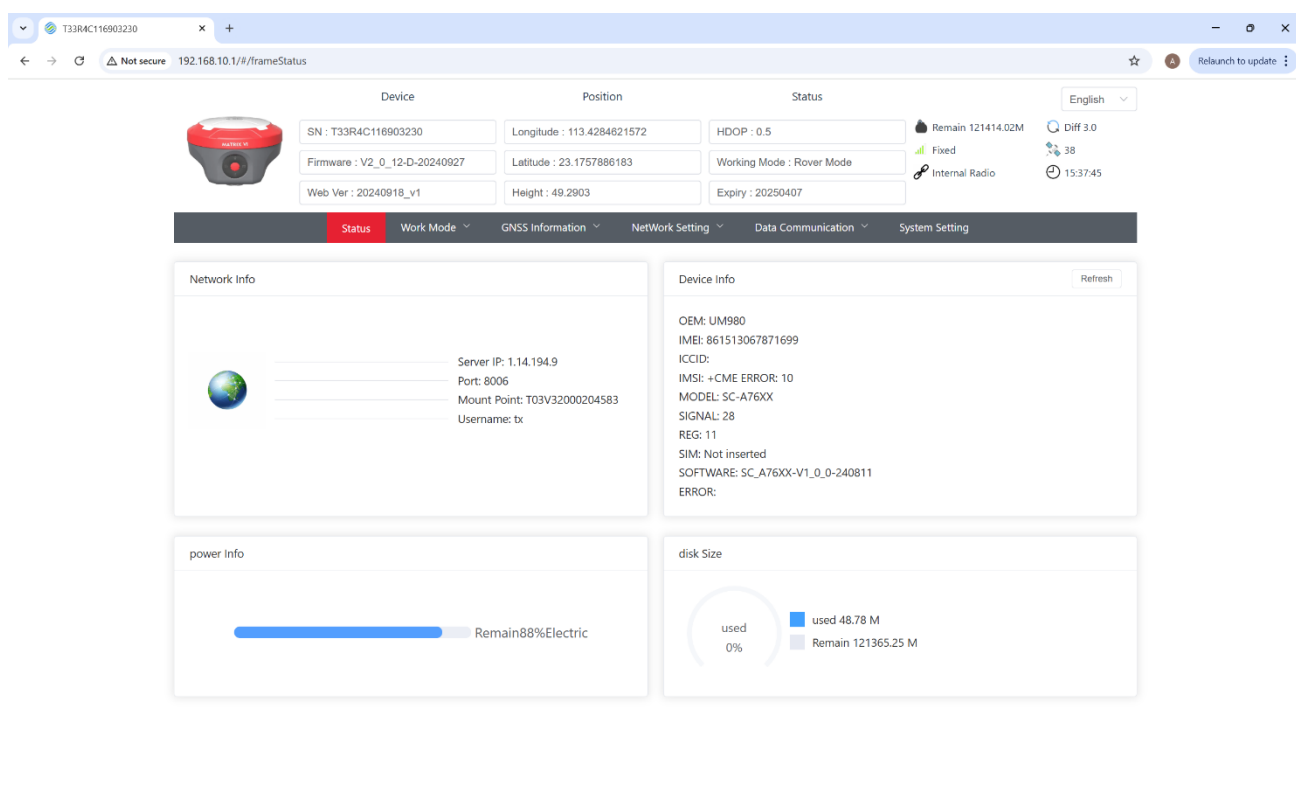 T33R4C116903230
Not secure 192.168.10.1/#/frameStatus
A
Relaunch to update
Device Position Status
English
MATRIX VI
SN : T33R4C116903230
Longitude : 113.4284621572
HDOP : 0.5
Remain 121414.02M
Diff 3.0
Firmware : V2_0_12-D-20240927
Latitude : 23.1757886183
Working Mode : Rover Mode
Fixed
38
Web Ver : 20240918_v1
Height : 49.2903
Expiry : 20250407
Internal Radio
15:37:45
Status Work Mode GNSS Information NetWork Setting Data Communication System Setting
Network Info
Server IP: 1.14.194.9
Port: 8006
Mount Point: T03V32000204583
Username: tx
Device Info
Refresh
OEM: UM980
IMEI: 861513067871699
ICCID:
IMSI: +CME ERROR: 10
MODEL: SC-A76XX
SIGNAL: 28
REG: 11
SIM: Not inserted
SOFTWARE: SC_A76XX-V1_0_0-240811
ERROR:
power Info
Remain88%Electric
disk Size
used
0%
used 48.78 M
Remain 121365.25 M